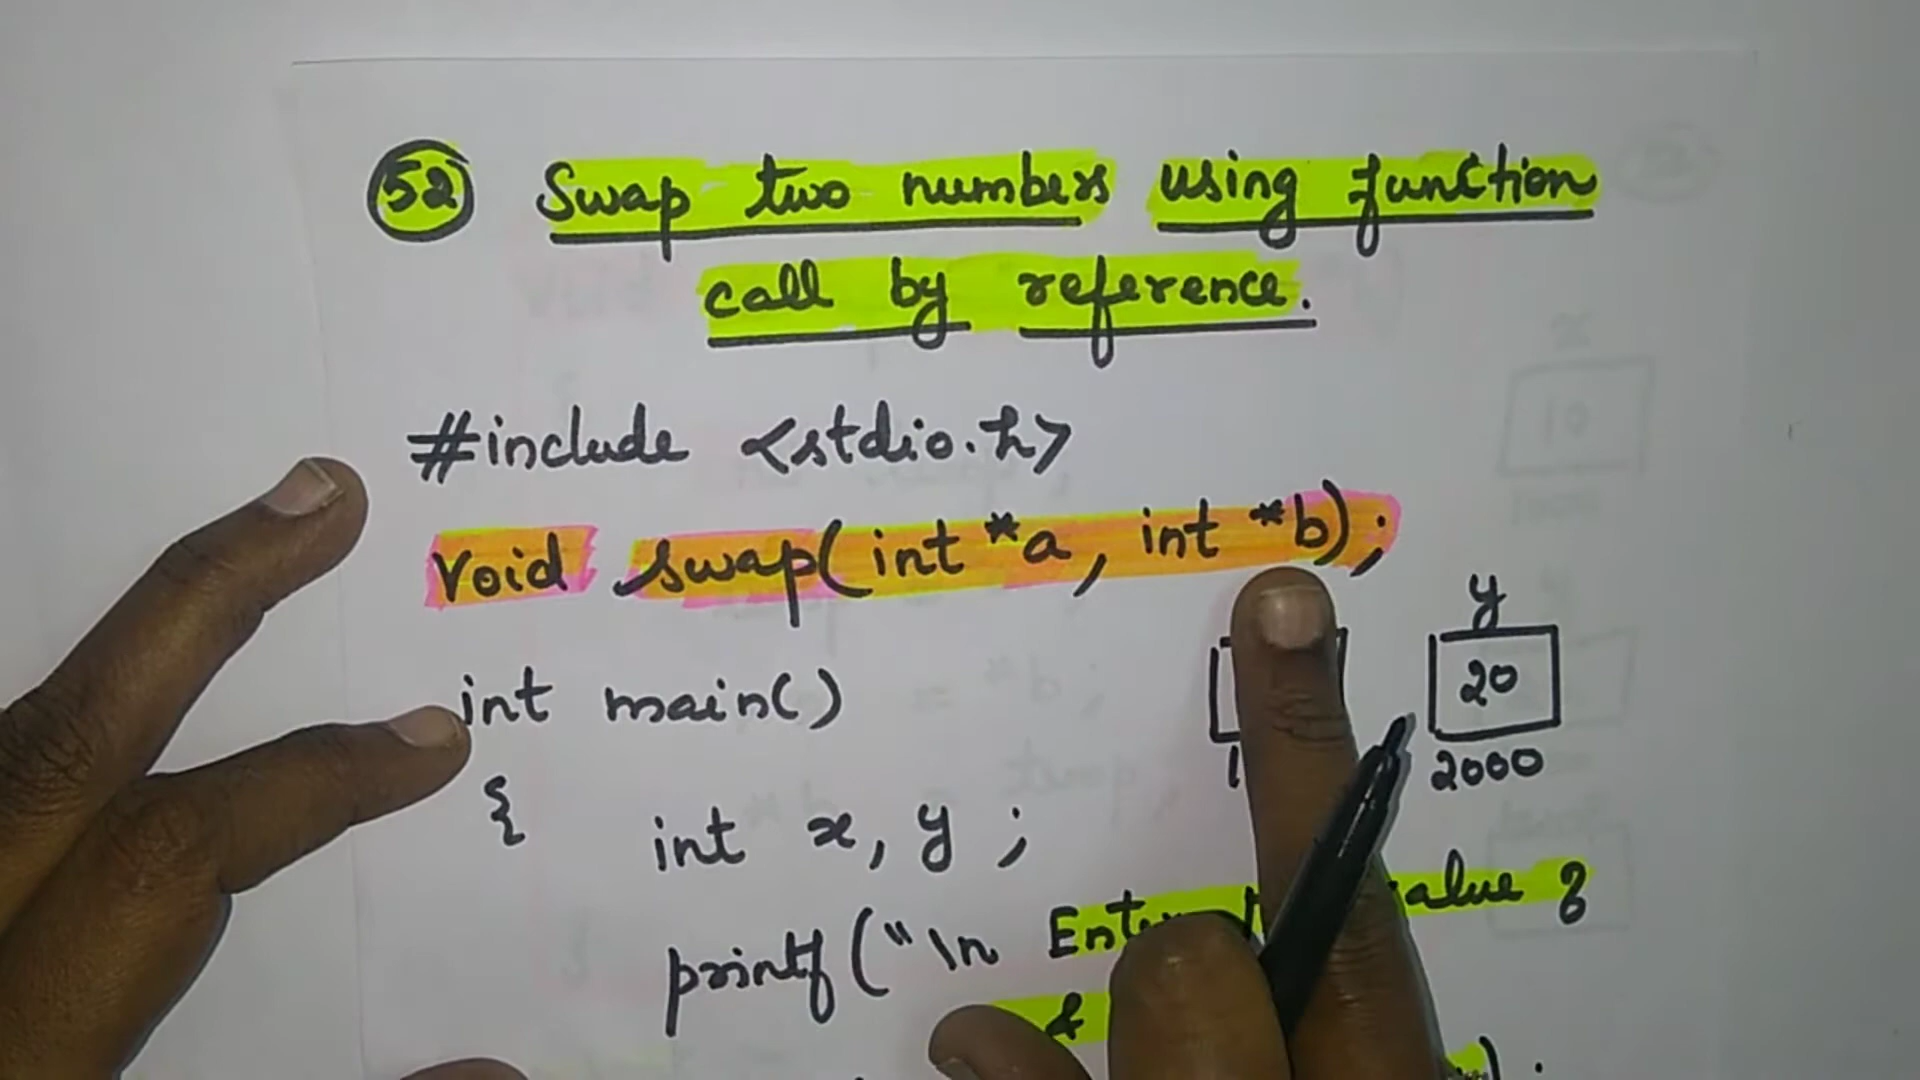 52 Swap two numbers using function
call by reference.
#include <stdio.h>
void swap(int *a, int *b);
int main()
y
20
2000
{ int x, y ;
printf("\n Enter
&